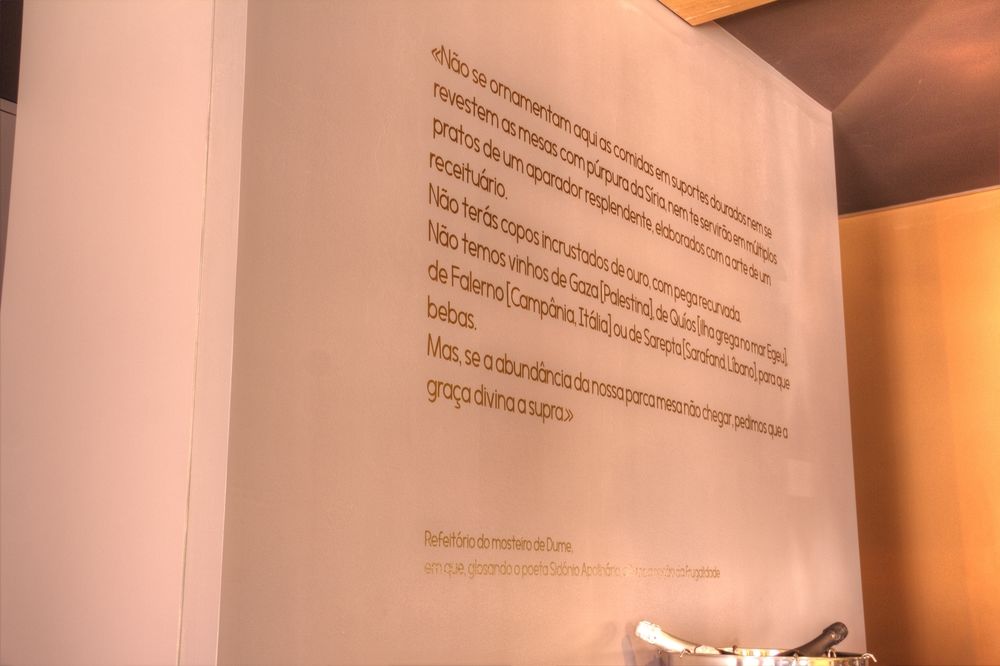 «Não se ornamentam aqui as comidas em suportes dourados nem se
revestem as mesas com púrpura da Síria, nem te servirão em múltiplos
pratos de um aparador resplendente, elaborados com a arte de um
receituário.
Não terás copos incrustados de ouro, com pega recurvada.
Não temos vinhos de Gaza [Palestina], de Quíos [ilha grega no mar Egeu],
de Falerno [Campânia, Itália] ou de Sarepta [Sarafand, Líbano], para que
bebas.
Mas, se a abundância da nossa parca mesa não chegar, pedimos que a
graça divina a supra.»
Refeitório do mosteiro de Dume,
em que, glosando o poeta Sidónio Apolinário, da Frugalidade